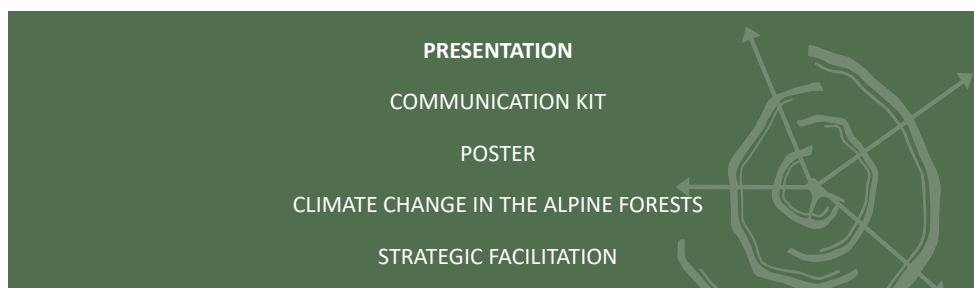 PRESENTATION
COMMUNICATION KIT
POSTER
CLIMATE CHANGE IN THE ALPINE FORESTS
STRATEGIC FACILITATION